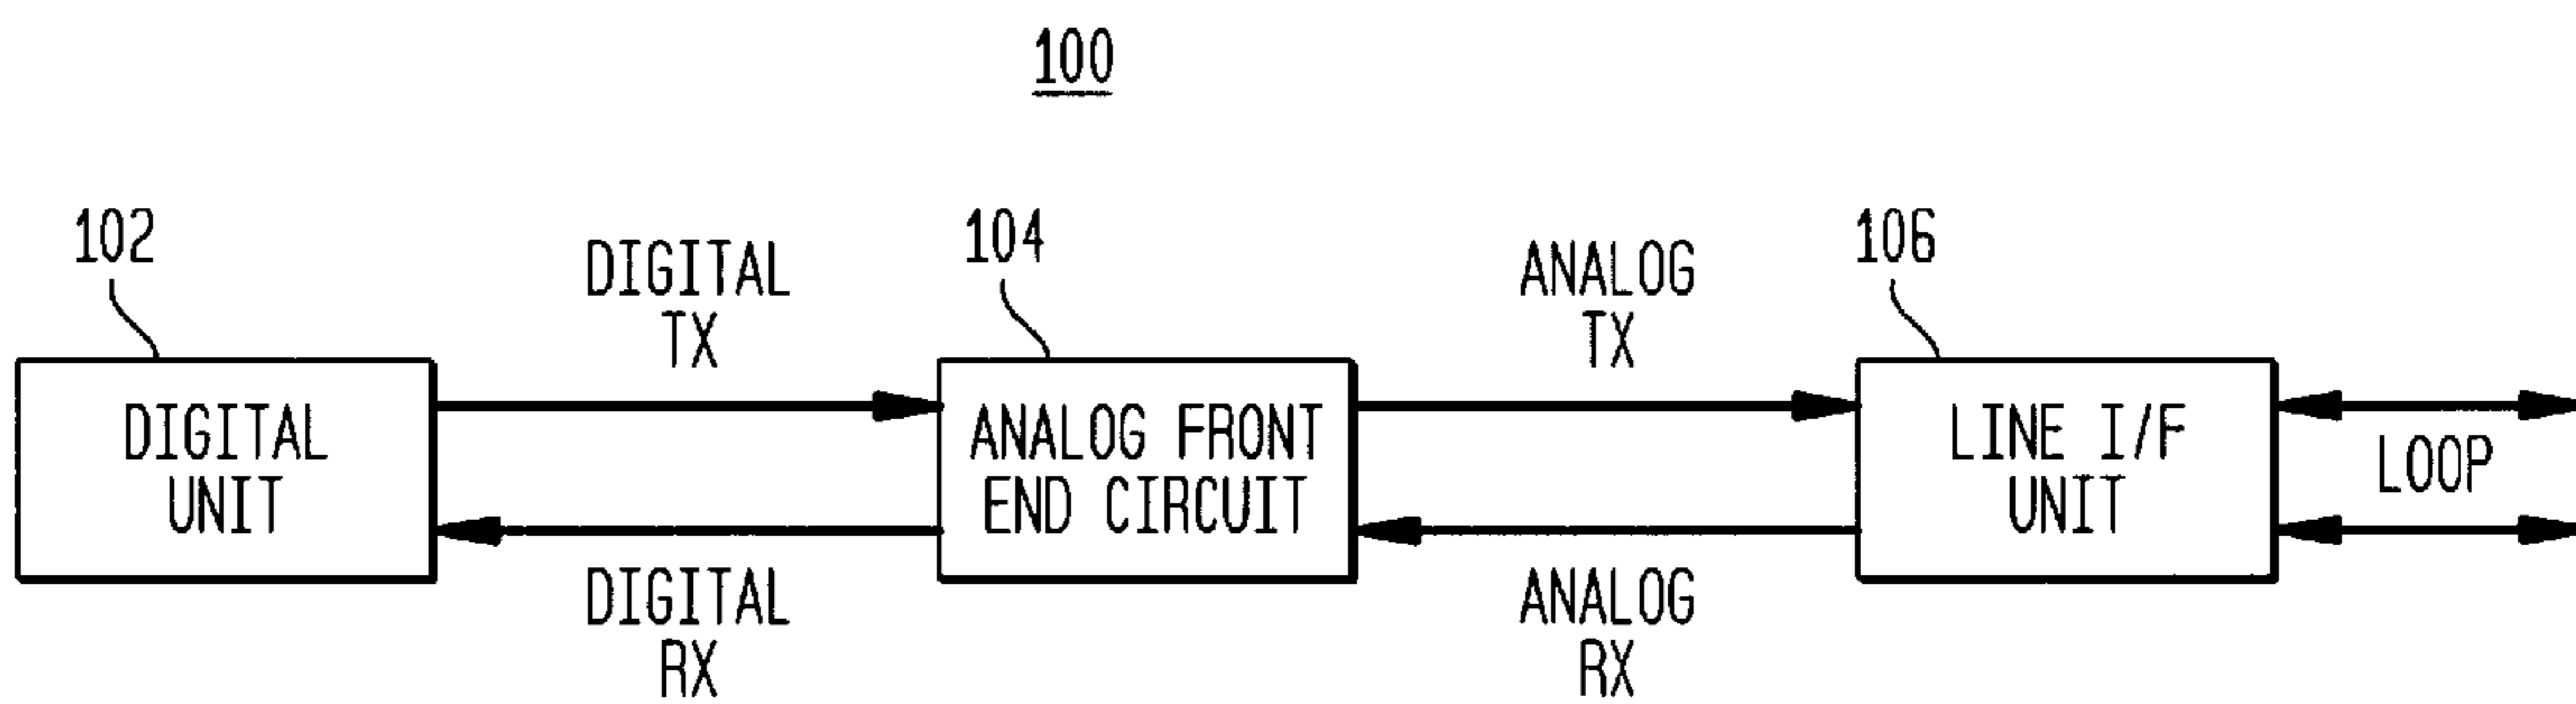 100
102
DIGITAL
TX
104
ANALOG
TX
106
DIGITAL
UNIT
ANALOG FRONT
END CIRCUIT
LINE I/F
UNIT
LOOP
DIGITAL
RX
ANALOG
RX